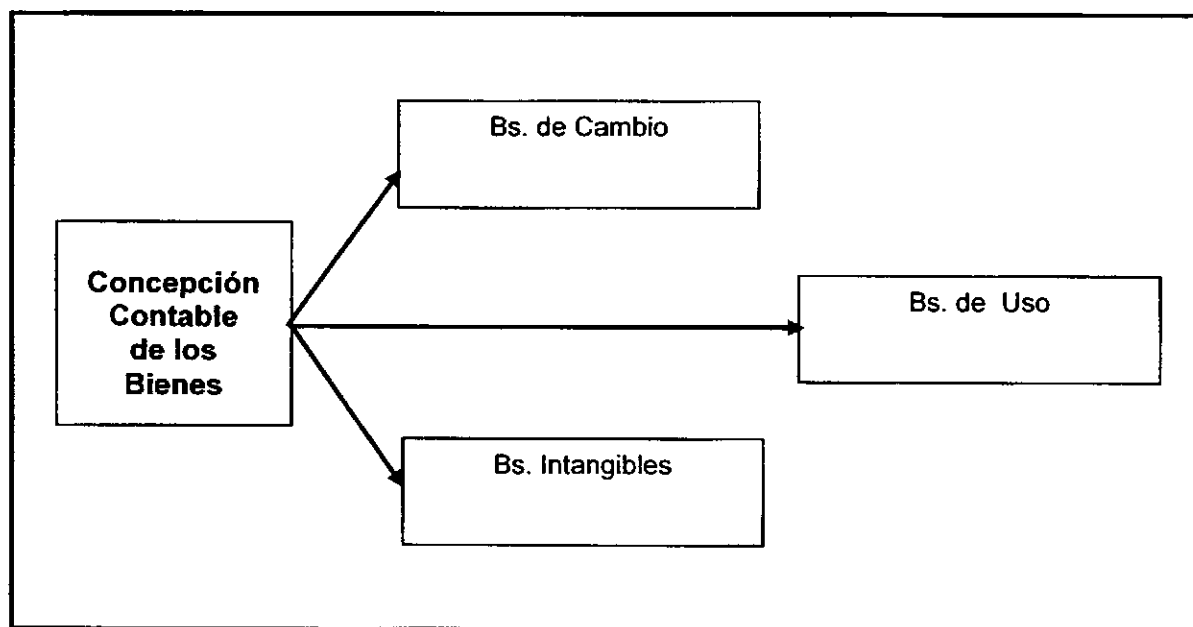 Bs. de Cambio
Concepción
Contable
de los
Bienes
Bs. de Uso
Bs. Intangibles